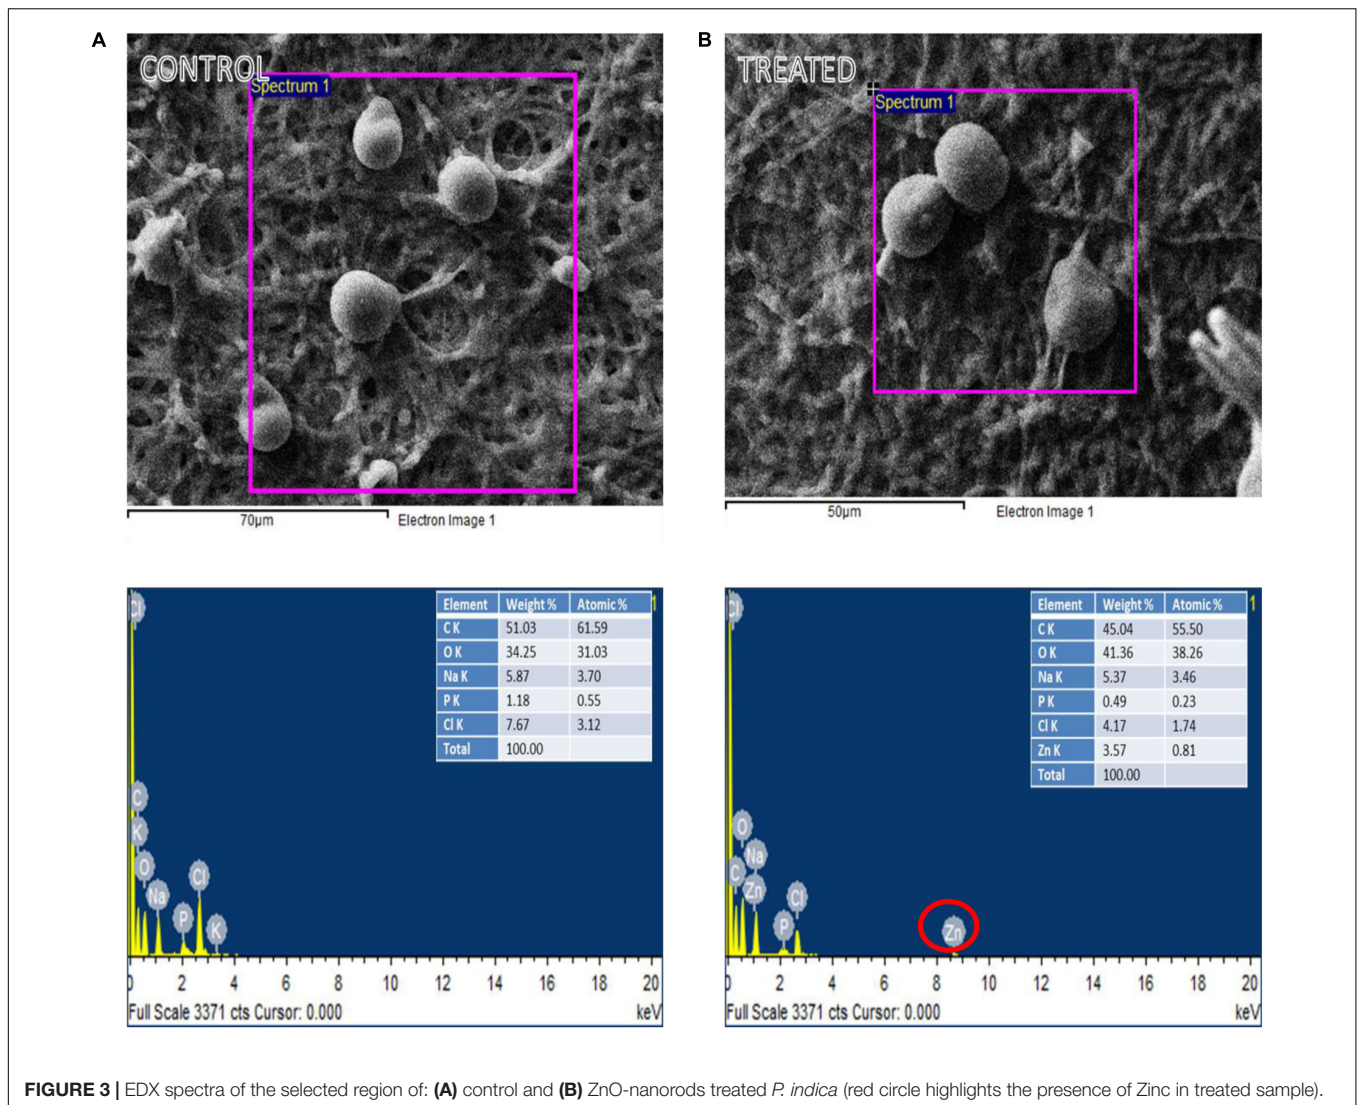 A
B
CONTROL
TREATED
Spectrum 1
Spectrum 1
70µm
Electron Image 1
50µm
Electron Image 1
1
Element Weight % Atomic %
C K 51.03 61.59
O K 34.25 31.03
Na K 5.87 3.70
P K 1.18 0.55
Cl K 7.67 3.12
Total 100.00
Cl
C
K
O
Na
P
Cl
K
0 2 4 6 8 10 12 14 16 18 20
Full Scale 3371 cts Cursor: 0.000 keV
1
Element Weight % Atomic %
C K 45.04 55.50
O K 41.36 38.26
Na K 5.37 3.46
P K 0.49 0.23
Cl K 4.17 1.74
Zn K 3.57 0.81
Total 100.00
Cl
O
Na
C
Zn
P
Cl
Zn
0 2 4 6 8 10 12 14 16 18 20
Full Scale 3371 cts Cursor: 0.000 keV
FIGURE 3 | EDX spectra of the selected region of: (A) control and (B) ZnO-nanorods treated P. indica (red circle highlights the presence of Zinc in treated sample).